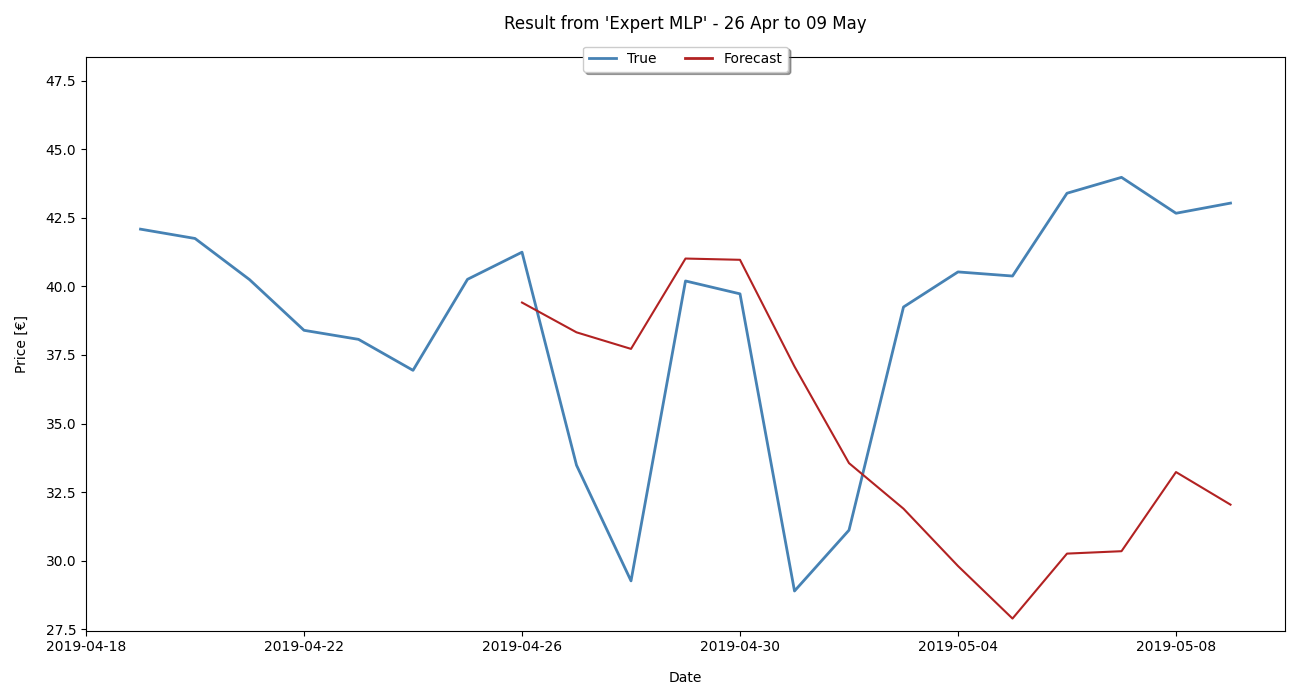 Result from 'Expert MLP' - 26 Apr to 09 May
True Forecast
47.5
45.0
42.5
40.0
37.5
35.0
32.5
30.0
27.5
Price [€]
2019-04-18 2019-04-22 2019-04-26 2019-04-30 2019-05-04 2019-05-08
Date